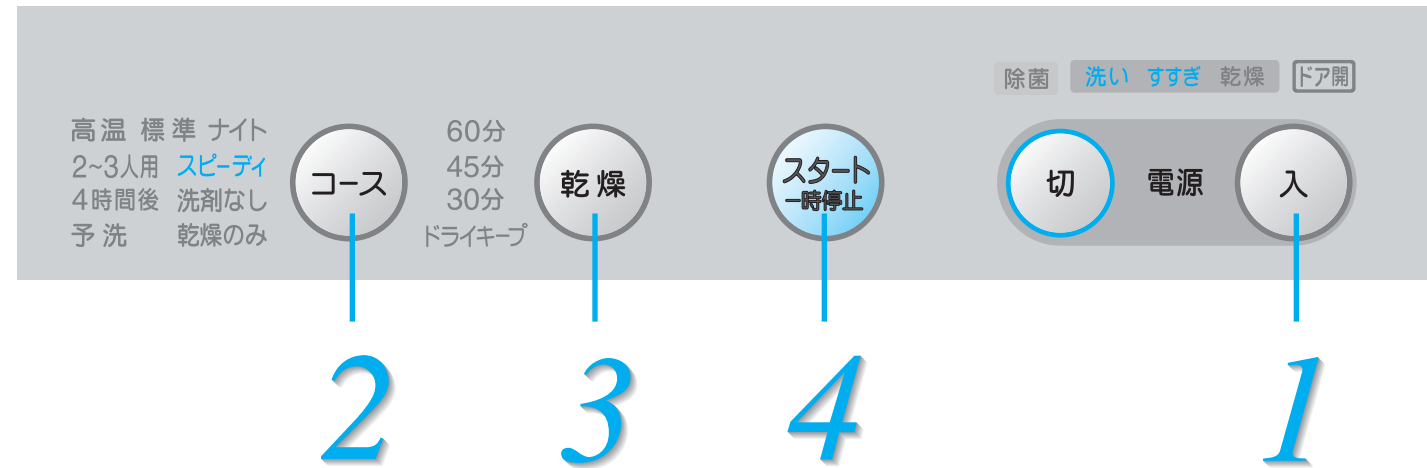 除菌 洗い すすぎ 乾燥 ドア開
高温 標準 ナイト
2~3人用 スピーディ
4時間後 洗剤なし
予洗 乾燥のみ
コース
60分
45分
30分
ドライキープ
乾燥
スタート
一時停止
切 電源 入
2 3 4 1